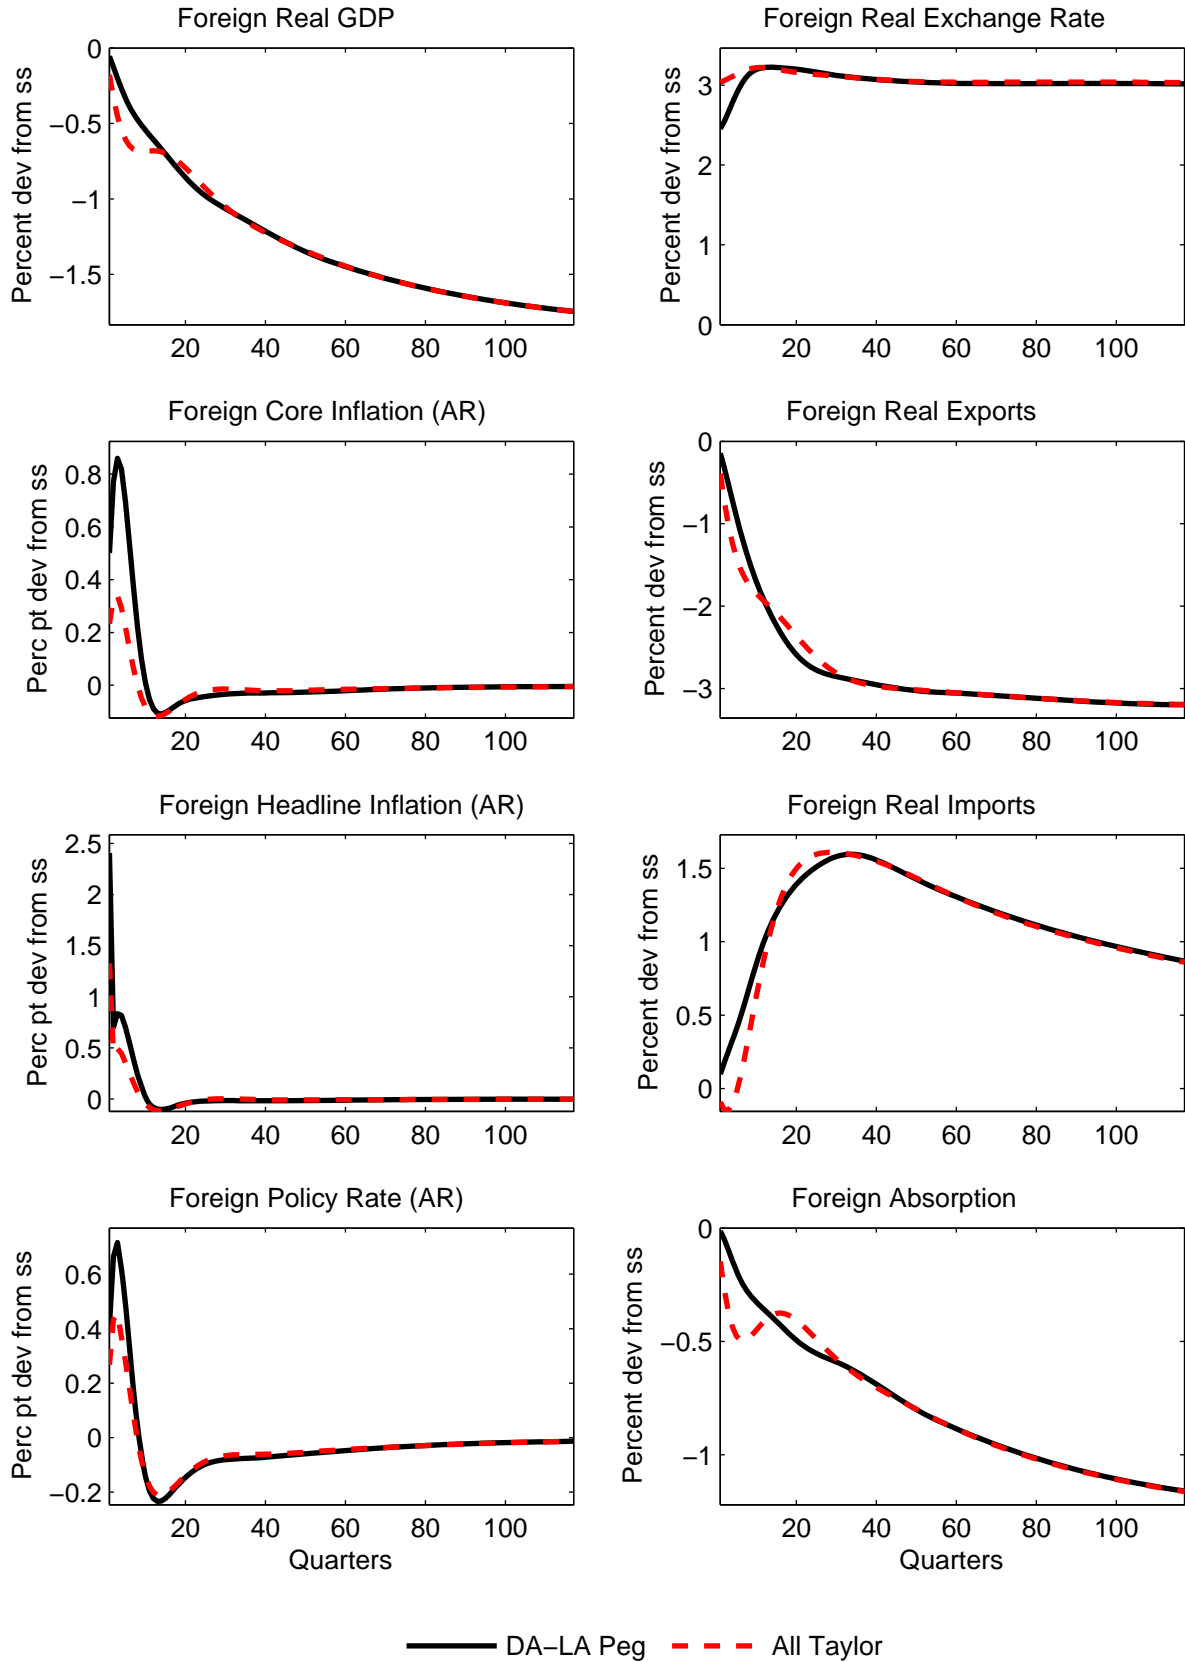 Foreign Real GDP
Percent dev from ss
0
−0.5
−1
−1.5
20 40 60 80 100
Foreign Real Exchange Rate
Percent dev from ss
3
2
1
0
20 40 60 80 100
Foreign Core Inflation (AR)
Perc pt dev from ss
0.8
0.6
0.4
0.2
0
20 40 60 80 100
Foreign Real Exports
Percent dev from ss
0
−1
−2
−3
20 40 60 80 100
Foreign Headline Inflation (AR)
Perc pt dev from ss
2.5
2
1.5
1
0.5
0
20 40 60 80 100
Foreign Real Imports
Percent dev from ss
1.5
1
0.5
0
20 40 60 80 100
Foreign Policy Rate (AR)
Perc pt dev from ss
0.6
0.4
0.2
0
−0.2
20 40 60 80 100
Quarters
Foreign Absorption
Percent dev from ss
0
−0.5
−1
20 40 60 80 100
Quarters
DA−LA Peg All Taylor